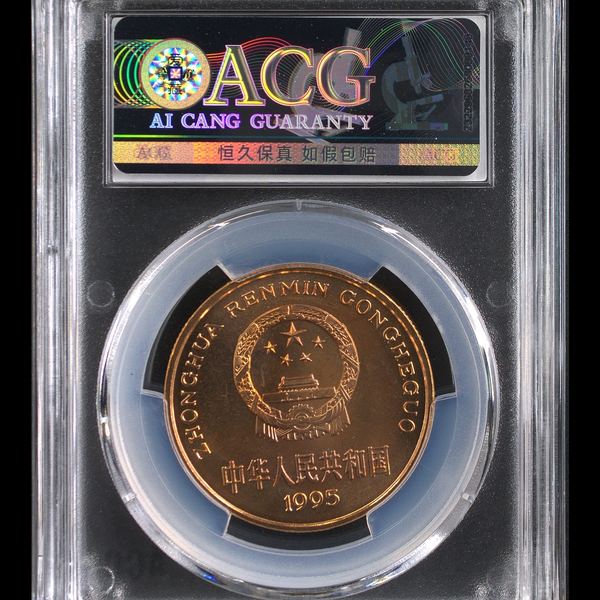 ACG
AI CANG GUARANTY
ACG 恒久保真 如假包赔 ACG
ZHONGHUA RENMIN GONGHEGUO
中华人民共和国
1995